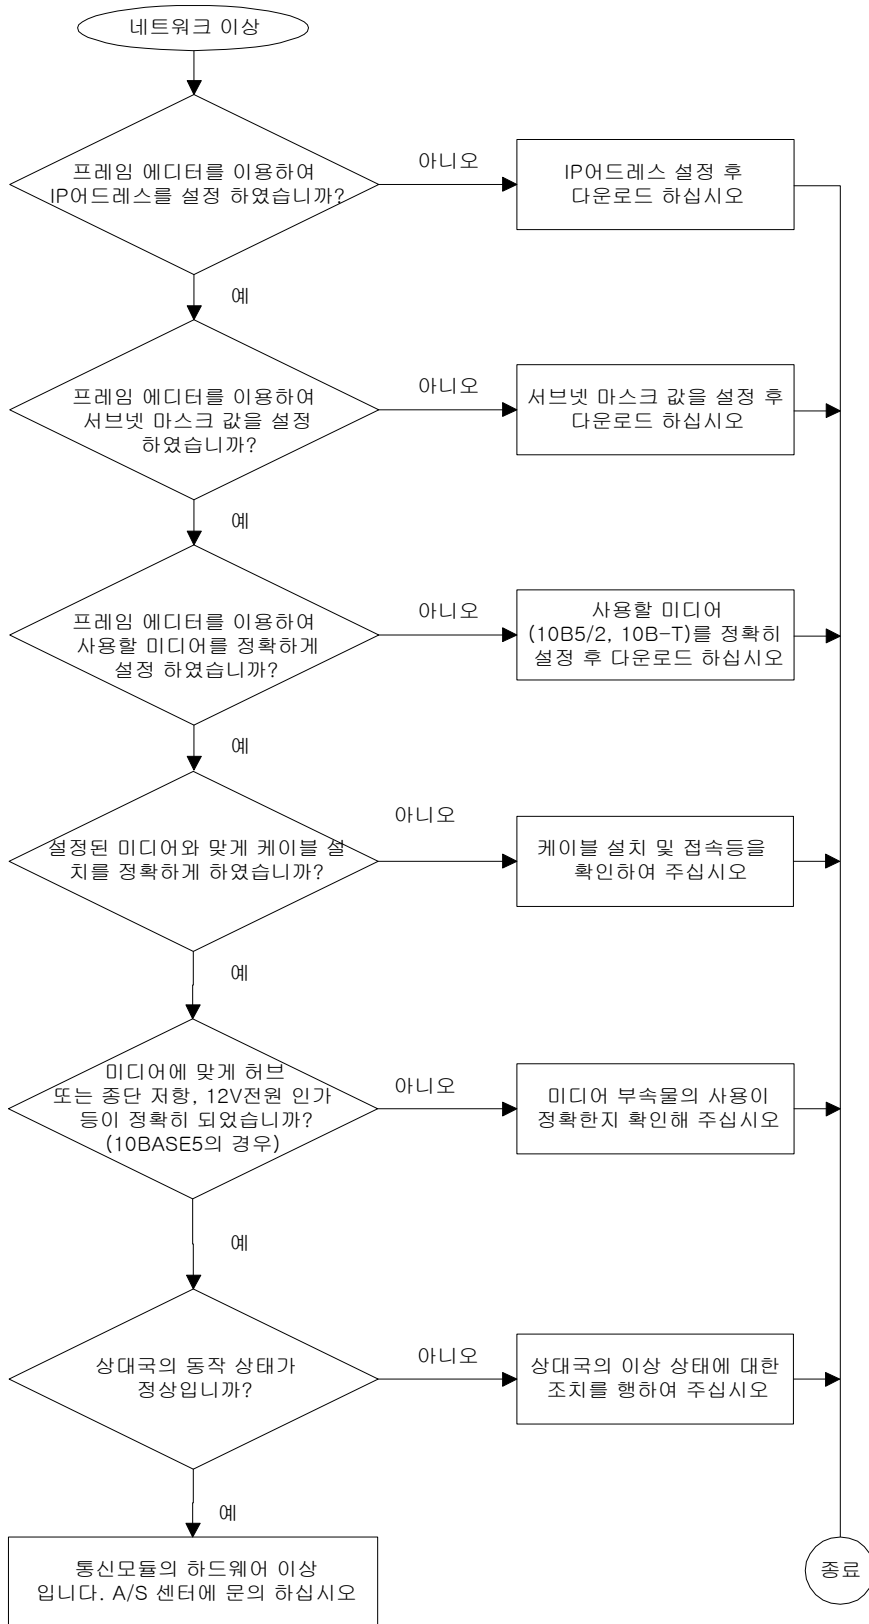 네트워크 이상
프레임 에디터를 이용하여
IP어드레스를 설정 하였습니까?
아니오
IP어드레스 설정 후
다운로드 하십시오
예
프레임 에디터를 이용하여
서브넷 마스크 값을 설정
하였습니까?
아니오
서브넷 마스크 값을 설정 후
다운로드 하십시오
예
프레임 에디터를 이용하여
사용할 미디어를 정확하게
설정 하였습니까?
아니오
사용할 미디어
(10B5/2, 10B-T)를 정확히
설정 후 다운로드 하십시오
예
설정된 미디어와 맞게 케이블 설
치를 정확하게 하였습니까?
아니오
케이블 설치 및 접속등을
확인하여 주십시오
예
미디어에 맞게 허브
또는 종단 저항, 12V전원 인가
등이 정확히 되었습니까?
(10BASE5의 경우)
아니오
미디어 부속물의 사용이
정확한지 확인해 주십시오
예
상대국의 동작 상태가
정상입니까?
아니오
상대국의 이상 상태에 대한
조치를 행하여 주십시오
예
통신모듈의 하드웨어 이상
입니다. A/S 센터에 문의 하십시오
종료